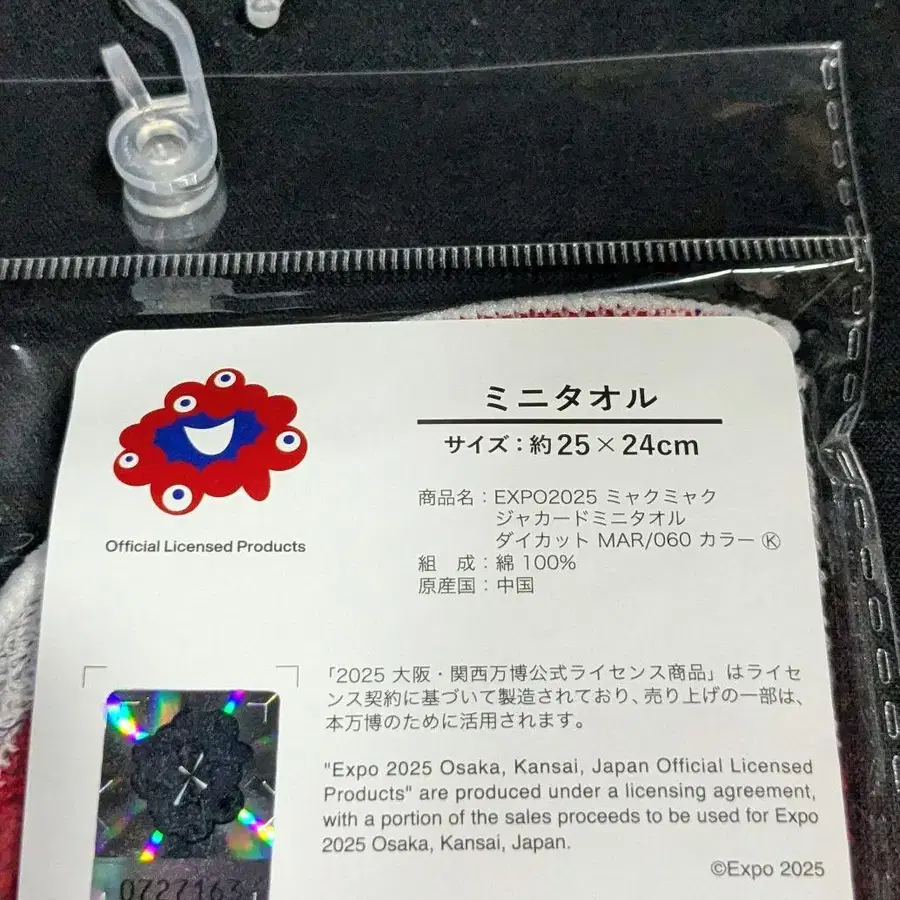 ミニタオル
サイズ：約25×24cm
商品名：EXPO2025 ミャクミャク
ジャカードミニタオル
ダイカット MAR/060 カラー Ⓚ
組　成：綿 100%
原産国：中国
Official Licensed Products
「2025 大阪・関西万博公式ライセンス商品」はライセ
ンス契約に基づいて製造されており、売り上げの一部は、
本万博のために活用されます。
"Expo 2025 Osaka, Kansai, Japan Official Licensed
Products" are produced under a licensing agreement,
with a portion of the sales proceeds to be used for Expo
2025 Osaka, Kansai, Japan.
©Expo 2025
0727163